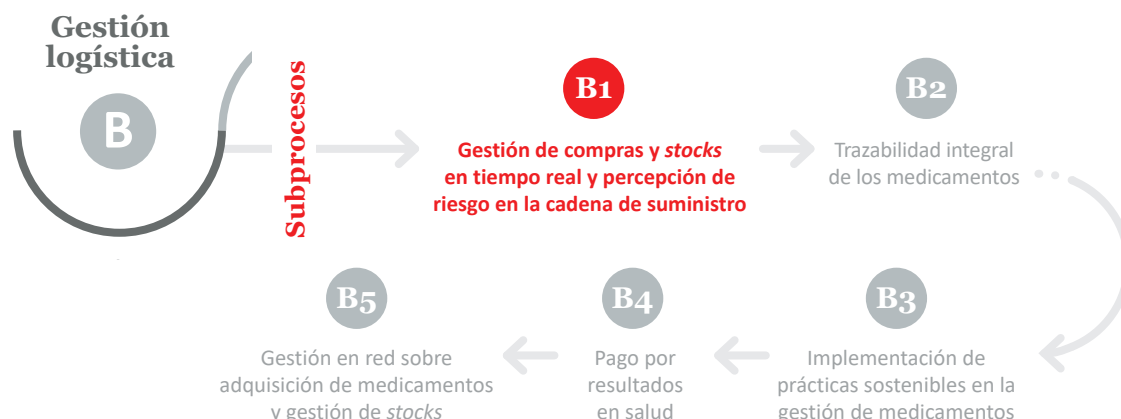 Gestión
logística
B
Subprocesos
B1
Gestión de compras y stocks
en tiempo real y percepción de
riesgo en la cadena de suministro
B2
Trazabilidad integral
de los medicamentos
B3
Implementación de
prácticas sostenibles en la
gestión de medicamentos
B4
Pago por
resultados
en salud
B5
Gestión en red sobre
adquisición de medicamentos
y gestión de stocks